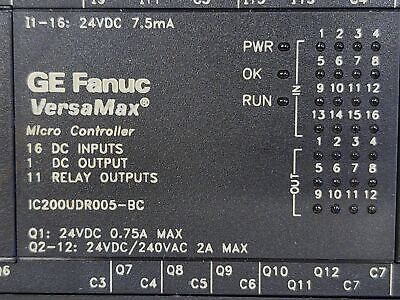 I1-16: 24VDC 7.5mA
GE Fanuc
VersaMax®
Micro Controller
16 DC INPUTS
1 DC OUTPUT
11 RELAY OUTPUTS
IC200UDR005-BC
Q1: 24VDC 0.75A MAX
Q2-12: 24VDC/240VAC 2A MAX
PWR
OK
RUN
IN
1 2 3 4
5 6 7 8
9 10 11 12
13 14 15 16
OUT
1 2 3 4
5 6 7 8
9 10 11 12
Q6 Q7 Q8 Q9 Q10 Q12 C7
C3 C4 C5 C6 Q11 C7